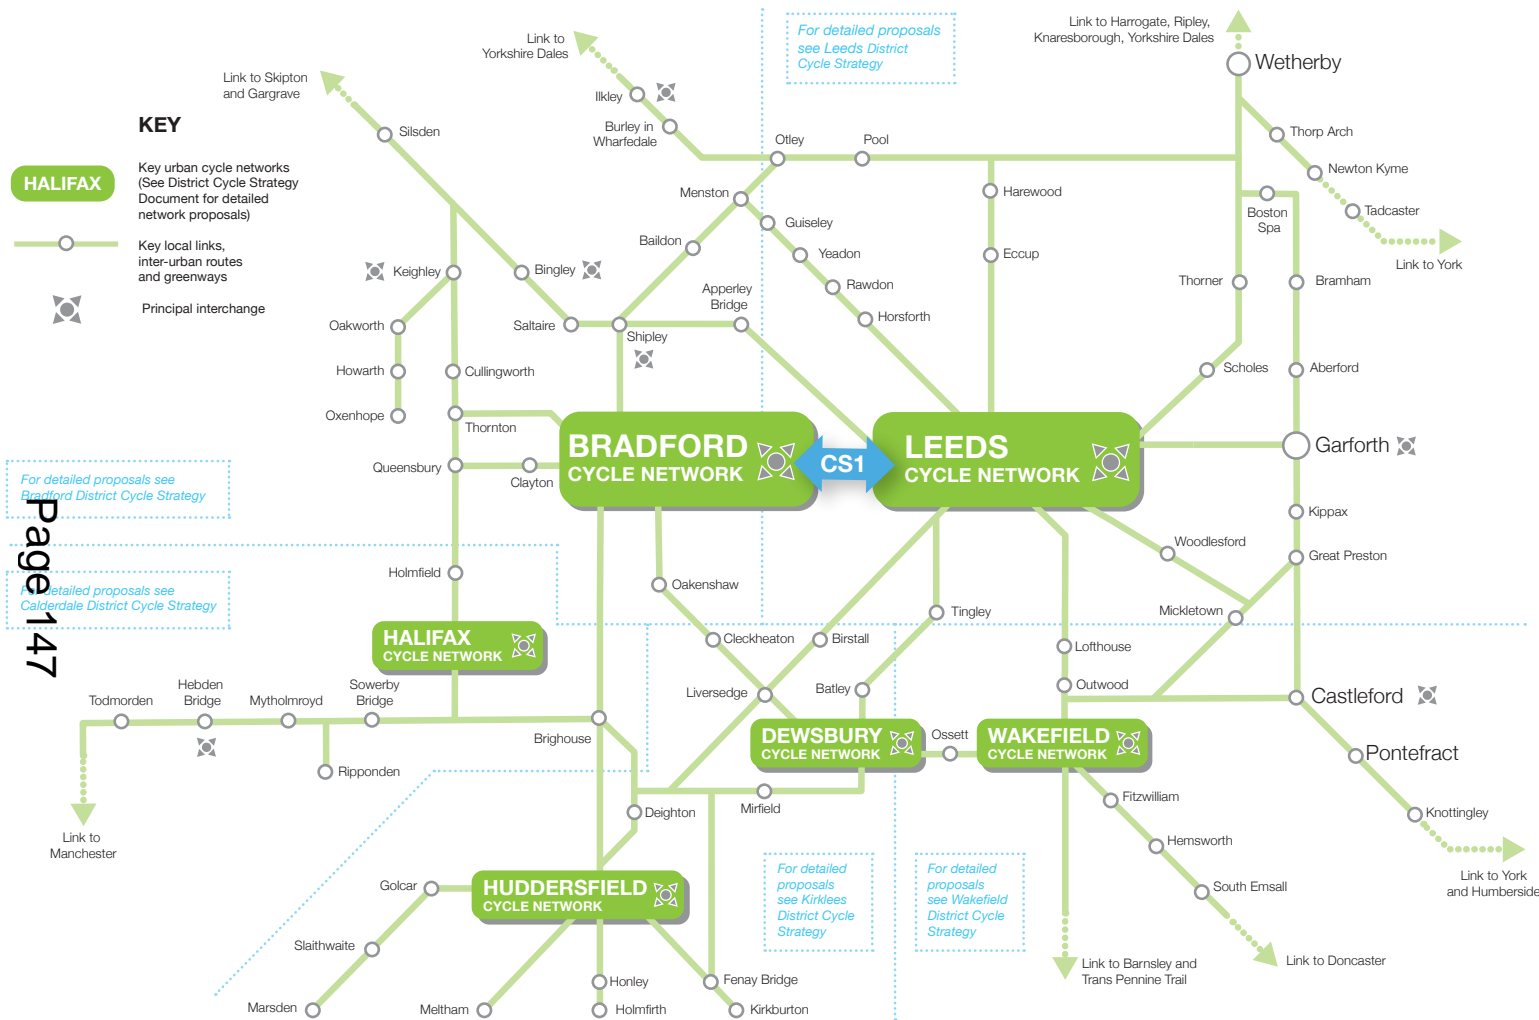 Link to Harrogate, Ripley,
Knaresborough, Yorkshire Dales
For detailed proposals
see Leeds District
Cycle Strategy
Link to
Yorkshire Dales
Wetherby
Link to Skipton
and Gargrave
Ilkley
KEY
Silsden
Burley in
Wharfedale
Otley
Pool
Thorp Arch
HALIFAX
Key urban cycle networks
(See District Cycle Strategy
Document for detailed
network proposals)
Newton Kyme
Menston
Harewood
Boston
Spa
Tadcaster
Guiseley
Key local links,
inter-urban routes
and greenways
Baildon
Yeadon
Eccup
Link to York
Keighley
Bingley
Thorner
Bramham
Rawdon
Apperley
Bridge
Principal interchange
Horsforth
Oakworth
Saltaire
Shipley
Howarth
Cullingworth
Scholes
Aberford
Oxenhope
Thornton
BRADFORD
CYCLE NETWORK
CS1
LEEDS
CYCLE NETWORK
Garforth
Queensbury
Clayton
For detailed proposals see
Bradford District Cycle Strategy
Page 147
Kippax
Woodlesford
Great Preston
Holmfield
Oakenshaw
For detailed proposals see
Calderdale District Cycle Strategy
Tingley
Mickletown
HALIFAX
CYCLE NETWORK
Cleckheaton
Birstall
Lofthouse
Outwood
Liversedge
Batley
Castleford
Todmorden
Hebden
Bridge
Mytholmroyd
Sowerby
Bridge
Brighouse
DEWSBURY
CYCLE NETWORK
Ossett
WAKEFIELD
CYCLE NETWORK
Pontefract
Ripponden
Mirfield
Fitzwilliam
Deighton
Knottingley
Link to
Manchester
Hemsworth
For detailed
proposals
see Kirklees
District Cycle
Strategy
For detailed
proposals
see Wakefield
District Cycle
Strategy
Link to York
and Humberside
Golcar
HUDDERSFIELD
CYCLE NETWORK
South Emsall
Slaithwaite
Link to Barnsley and
Trans Pennine Trail
Link to Doncaster
Honley
Fenay Bridge
Marsden
Meltham
Holmfirth
Kirkburton